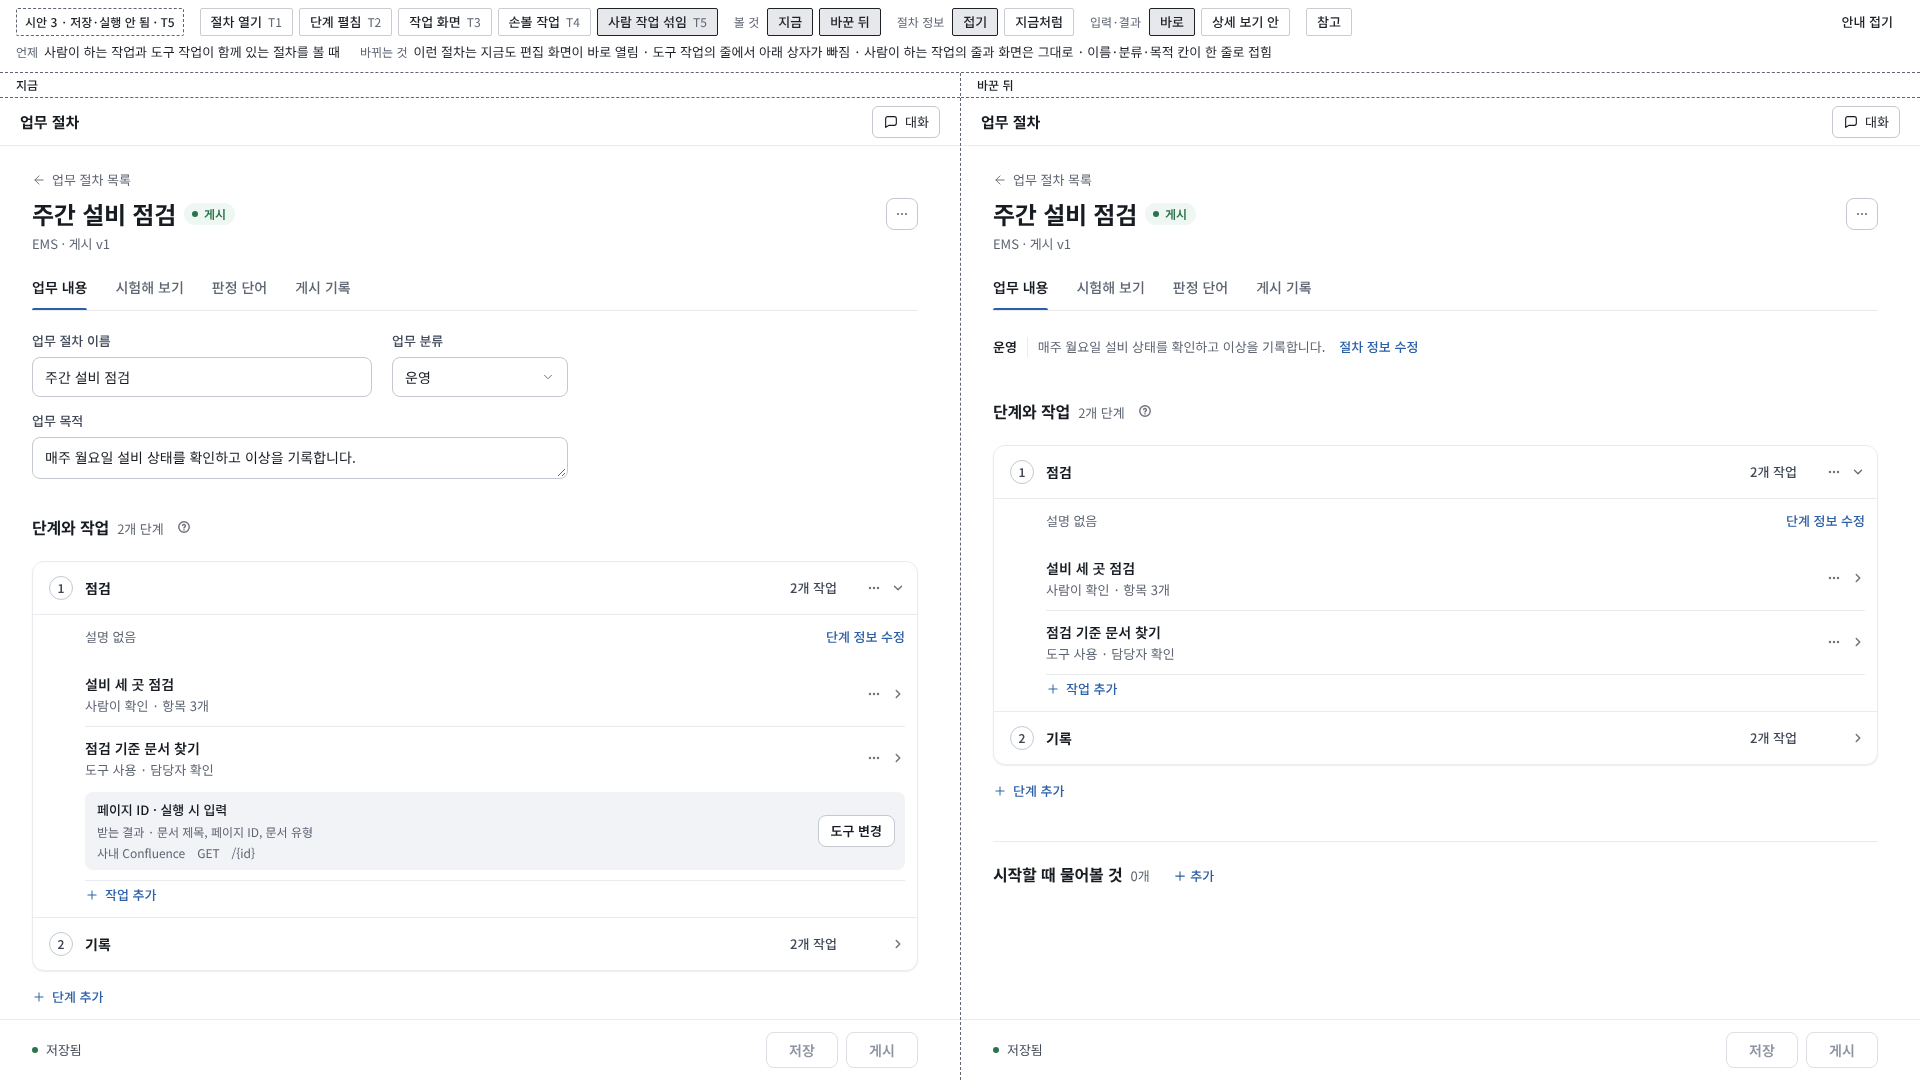 시안 3 · 저장·실행 안 됨 · T5
절차 열기 T1
단계 펼침 T2
작업 화면 T3
손볼 작업 T4
사람 작업 섞임 T5
볼 것
지금
바꾼 뒤
절차 정보
접기
지금처럼
입력·결과
바로
상세 보기 안
참고
안내 접기
언제 사람이 하는 작업과 도구 작업이 함께 있는 절차를 볼 때
바뀌는 것 이런 절차는 지금도 편집 화면이 바로 열림 · 도구 작업의 줄에서 아래 상자가 빠짐 · 사람이 하는 작업의 줄과 화면은 그대로 · 이름·분류·목적 칸이 한 줄로 접힘
지금
업무 절차
대화
업무 절차 목록
주간 설비 점검
게시
EMS · 게시 v1
업무 내용
시험해 보기
판정 단어
게시 기록
업무 절차 이름
업무 분류
주간 설비 점검
운영
업무 목적
매주 월요일 설비 상태를 확인하고 이상을 기록합니다.
단계와 작업 2개 단계
1 점검 2개 작업
설명 없음 단계 정보 수정
설비 세 곳 점검
사람이 확인 · 항목 3개
점검 기준 문서 찾기
도구 사용 · 담당자 확인
페이지 ID · 실행 시 입력
받는 결과 · 문서 제목, 페이지 ID, 문서 유형
사내 Confluence GET /{id}
도구 변경
작업 추가
2 기록 2개 작업
단계 추가
저장됨
저장
게시
바꾼 뒤
업무 절차
대화
업무 절차 목록
주간 설비 점검
게시
EMS · 게시 v1
업무 내용
시험해 보기
판정 단어
게시 기록
운영 매주 월요일 설비 상태를 확인하고 이상을 기록합니다. 절차 정보 수정
단계와 작업 2개 단계
1 점검 2개 작업
설명 없음 단계 정보 수정
설비 세 곳 점검
사람이 확인 · 항목 3개
점검 기준 문서 찾기
도구 사용 · 담당자 확인
작업 추가
2 기록 2개 작업
단계 추가
시작할 때 물어볼 것 0개 + 추가
저장됨
저장
게시